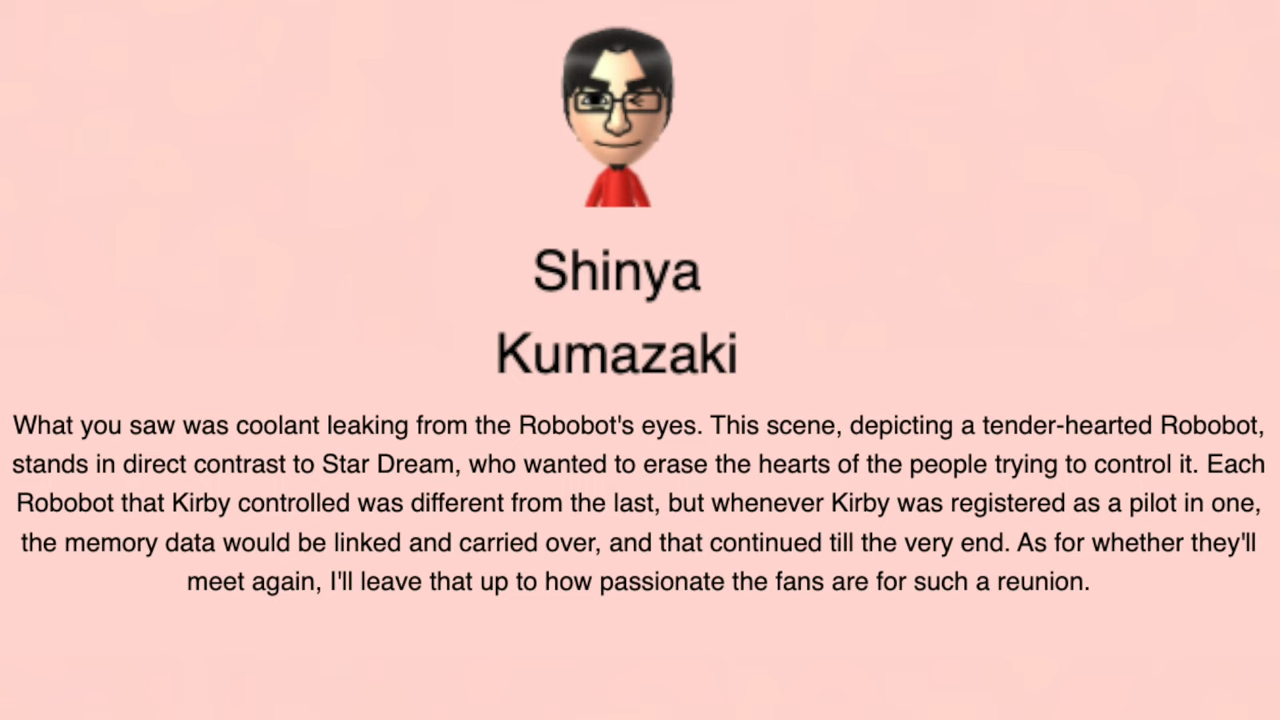 Shinya
Kumazaki
What you saw was coolant leaking from the Robobot's eyes. This scene, depicting a tender-hearted Robobot,
stands in direct contrast to Star Dream, who wanted to erase the hearts of the people trying to control it. Each
Robobot that Kirby controlled was different from the last, but whenever Kirby was registered as a pilot in one,
the memory data would be linked and carried over, and that continued till the very end. As for whether they'll
meet again, I'll leave that up to how passionate the fans are for such a reunion.